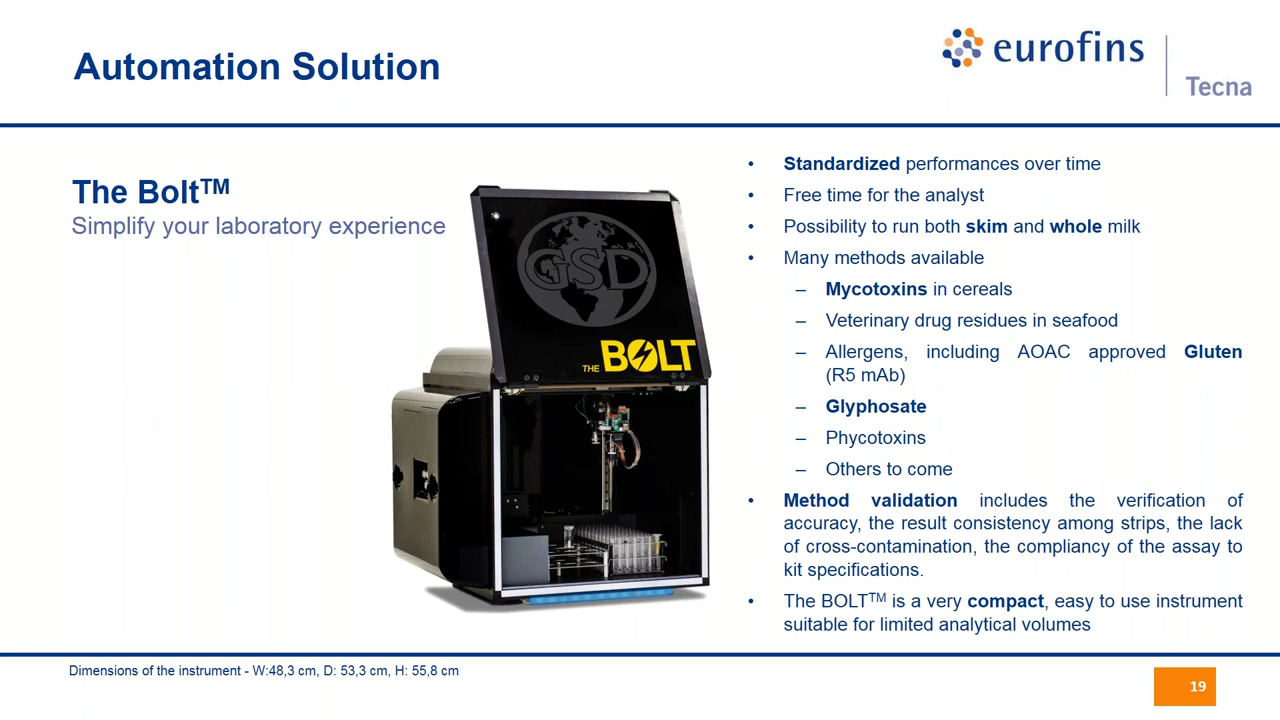 Automation Solution
eurofins
Tecna
The Bolt™
Simplify your laboratory experience
GSD
THE BOLT
• Standardized performances over time
• Free time for the analyst
• Possibility to run both skim and whole milk
• Many methods available
– Mycotoxins in cereals
– Veterinary drug residues in seafood
– Allergens, including AOAC approved Gluten
(R5 mAb)
– Glyphosate
– Phycotoxins
– Others to come
• Method validation includes the verification of
accuracy, the result consistency among strips, the lack
of cross-contamination, the compliancy of the assay to
kit specifications.
• The BOLT™ is a very compact, easy to use instrument
suitable for limited analytical volumes
Dimensions of the instrument - W:48,3 cm, D: 53,3 cm, H: 55,8 cm
19